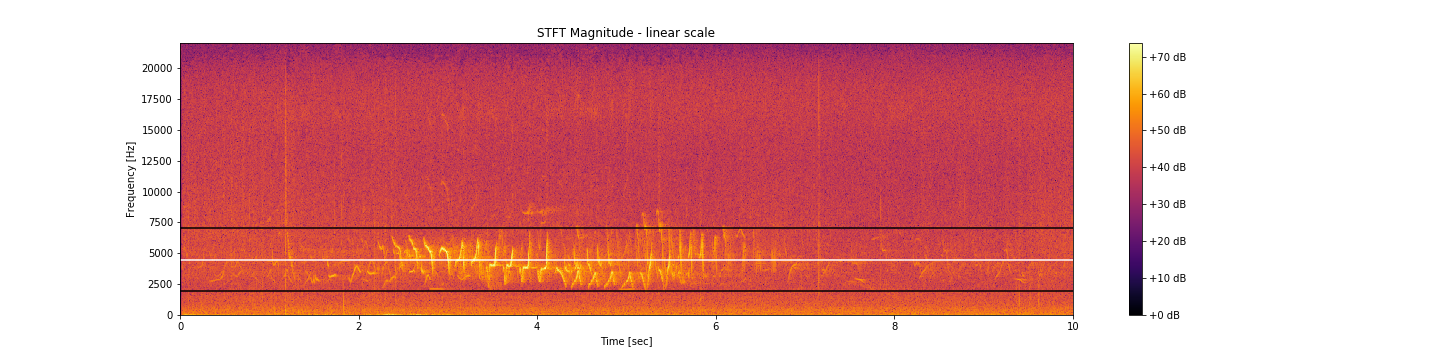 STFT Magnitude - linear scale
Frequency [Hz]
20000
17500
15000
12500
10000
7500
5000
2500
0
0 2 4 6 8 10
Time [sec]
+70 dB
+60 dB
+50 dB
+40 dB
+30 dB
+20 dB
+10 dB
+0 dB